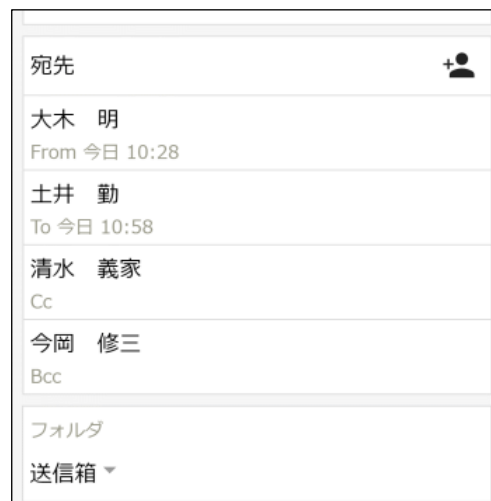 宛先
大木　明
From 今日 10:28
土井　勤
To 今日 10:58
清水　義家
Cc
今岡　修三
Bcc
フォルダ
送信箱